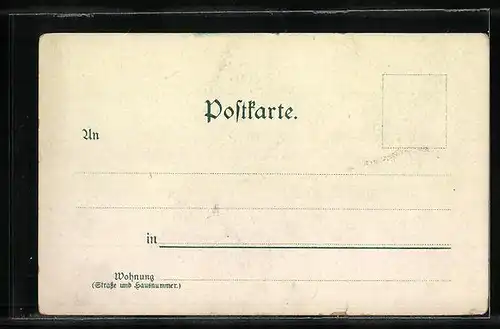 Postkarte.
An
in
Wohnung
(Straße und Hausnummer.)